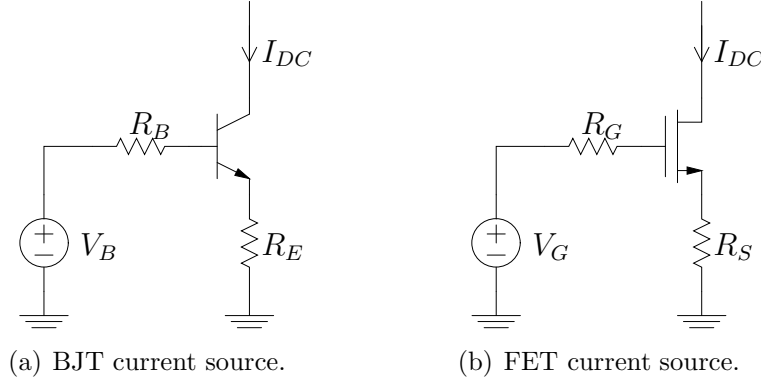 I_DC
R_B
V_B
R_E
(a) BJT current source.
I_DC
R_G
V_G
R_S
(b) FET current source.